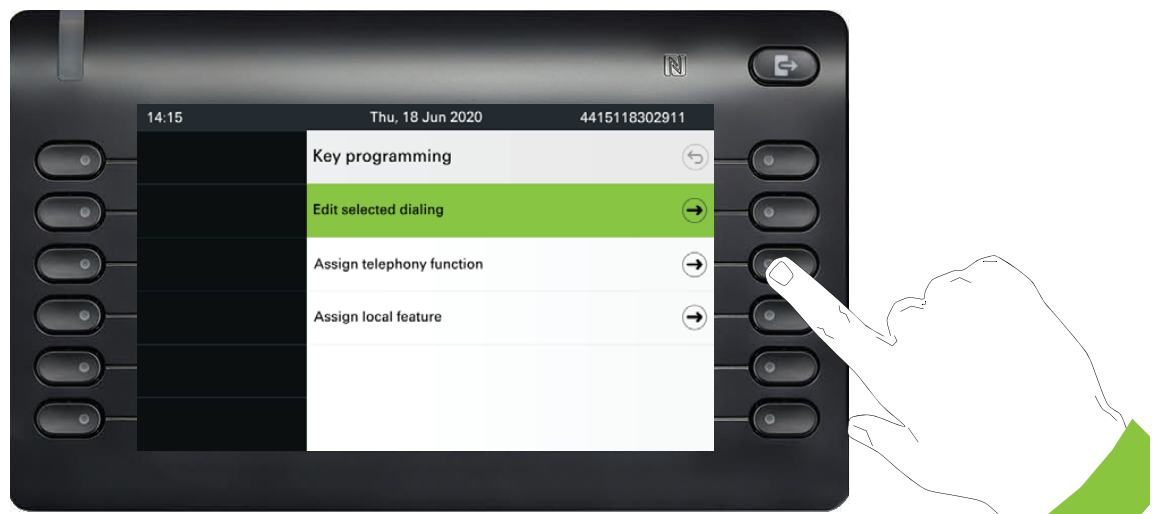 14:15 Thu, 18 Jun 2020 4415118302911
Key programming
Edit selected dialing
Assign telephony function
Assign local feature